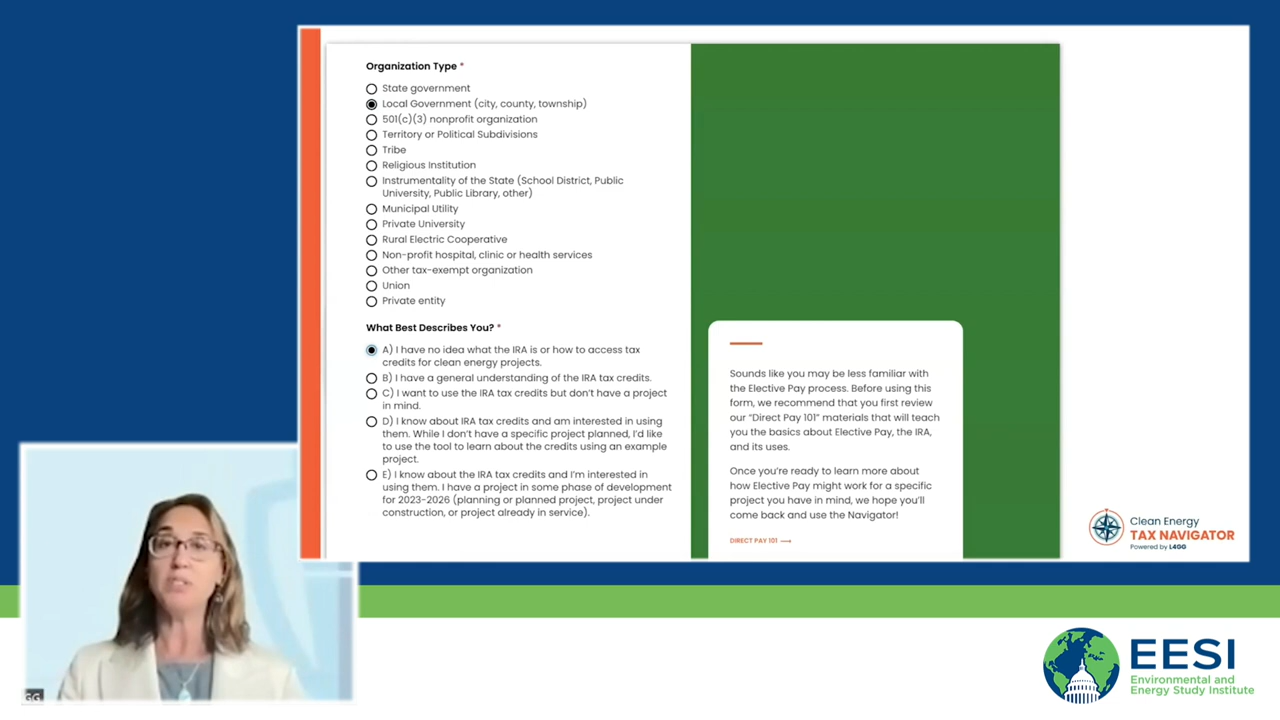 Organization Type *
State government
Local Government (city, county, township)
501(c)(3) nonprofit organization
Territory or Political Subdivisions
Tribe
Religious Institution
Instrumentality of the State (School District, Public
University, Public Library, other)
Municipal Utility
Private University
Rural Electric Cooperative
Non-profit hospital, clinic or health services
Other tax-exempt organization
Union
Private entity
What Best Describes You? *
A) I have no idea what the IRA is or how to access tax
credits for clean energy projects.
B) I have a general understanding of the IRA tax credits.
C) I want to use the IRA tax credits but don't have a project
in mind.
D) I know about IRA tax credits and am interested in using
them. While I don't have a specific project planned, I'd like
to use the tool to learn about the credits using an example
project.
E) I know about the IRA tax credits and I'm interested in
using them. I have a project in some phase of development
for 2023-2026 (planning or planned project, project under
construction, or project already in service).
Sounds like you may be less familiar with
the Elective Pay process. Before using this
form, we recommend that you first review
our "Direct Pay 101" materials that will teach
you the basics about Elective Pay, the IRA,
and its uses.
Once you're ready to learn more about
how Elective Pay might work for a specific
project you have in mind, we hope you'll
come back and use the Navigator!
DIRECT PAY 101
Clean Energy
TAX NAVIGATOR
Powered by L4GG
GG
EESI
Environmental and
Energy Study Institute